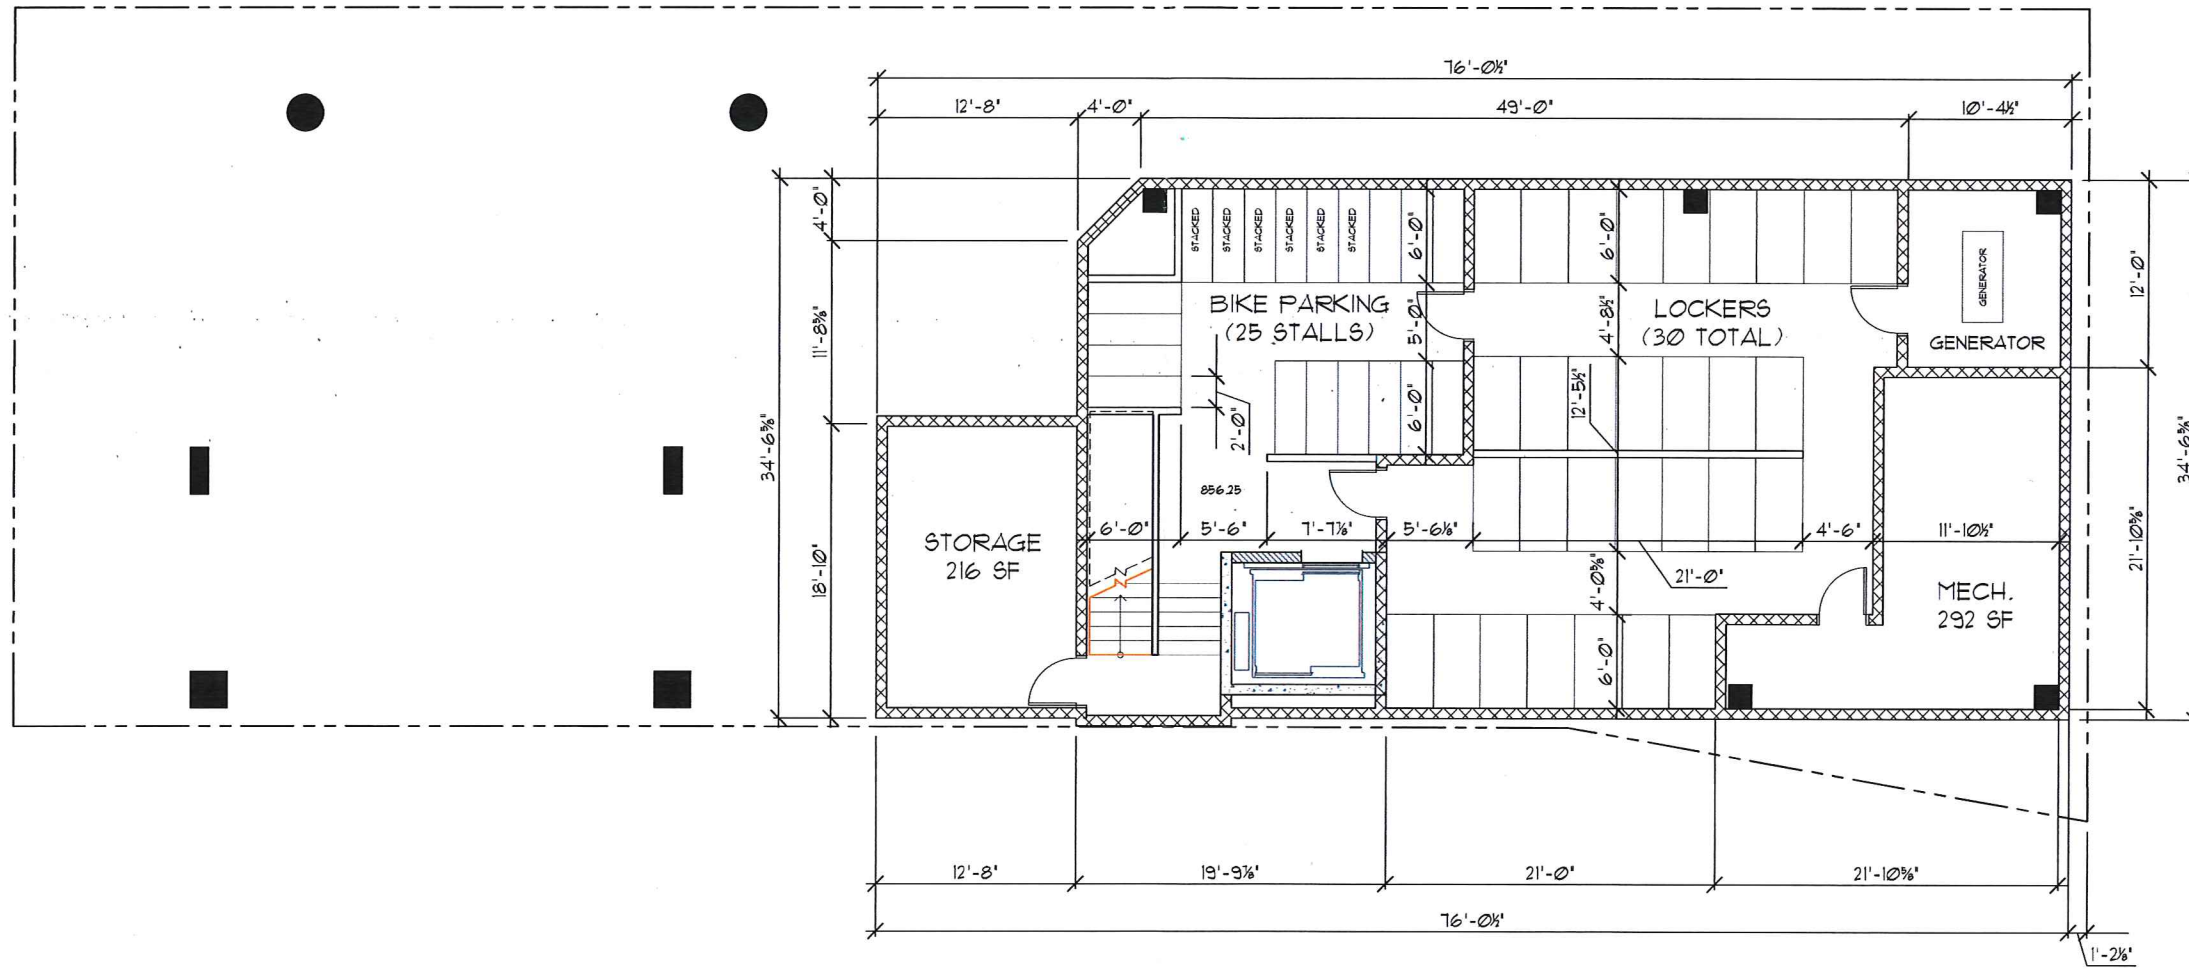 76'-0½"
12'-8"
4'-0"
49'-0"
10'-4½"
34'-6⅝"
4'-0"
11'-8⅝"
18'-10"
STACKED
STACKED
STACKED
STACKED
STACKED
STACKED
6'-0"
6'-0"
BIKE PARKING
(25 STALLS)
5'-0"
6'-0"
2'-0"
LOCKERS
(30 TOTAL)
4'-8½"
12'-5½"
GENERATOR
GENERATOR
12'-0"
34'-6⅝"
21'-10⅝"
856.25
STORAGE
216 SF
6'-0"
5'-6"
7'-7⅞"
5'-6⅛"
4'-6"
11'-10½"
21'-0"
4'-0⅝"
6'-0"
MECH.
292 SF
12'-8"
19'-9⅞"
21'-0"
21'-10⅝"
76'-0½"
1'-2⅛"